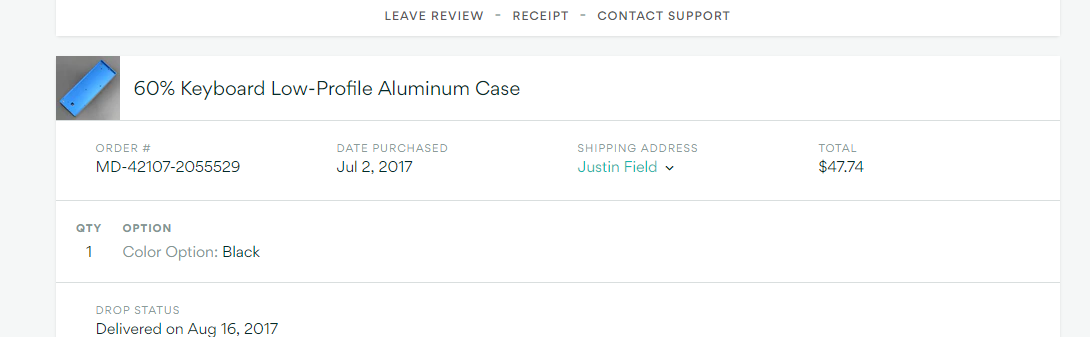 LEAVE REVIEW - RECEIPT - CONTACT SUPPORT
60% Keyboard Low-Profile Aluminum Case
ORDER # DATE PURCHASED SHIPPING ADDRESS TOTAL
MD-42107-2055529 Jul 2, 2017 Justin Field $47.74
QTY OPTION
1 Color Option: Black
DROP STATUS
Delivered on Aug 16, 2017